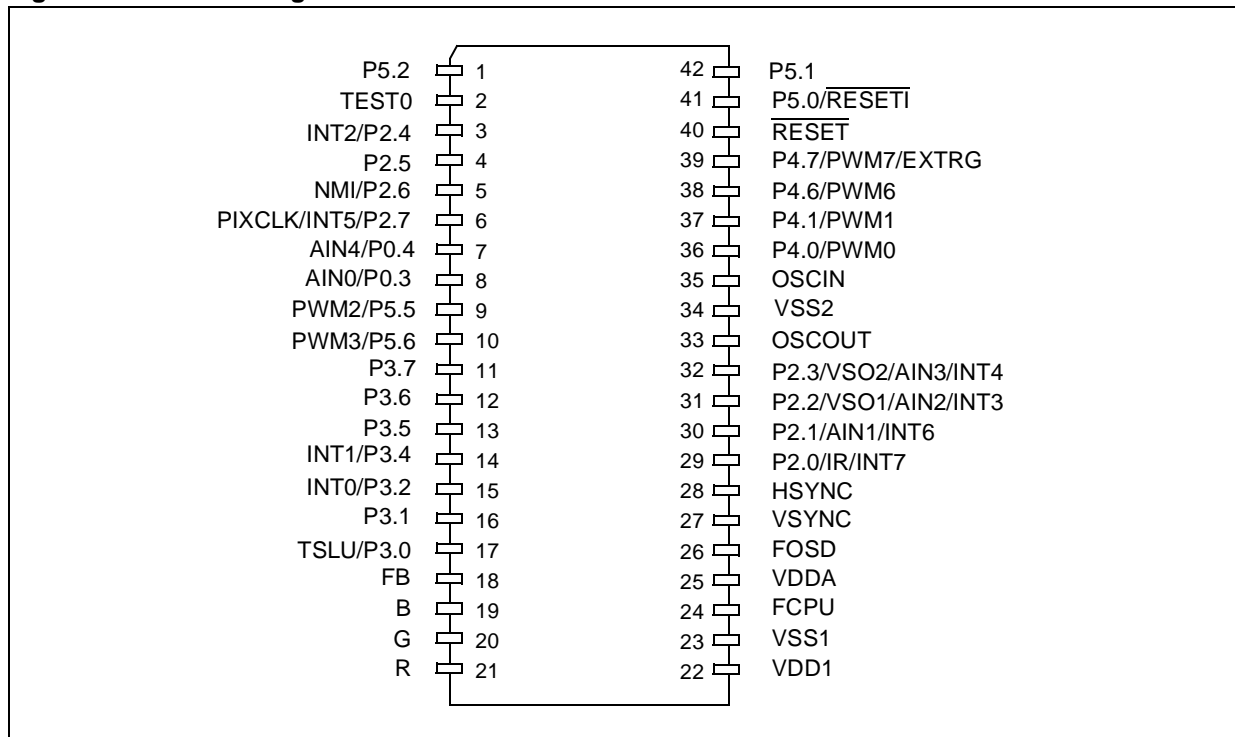 P5.2 1 42 P5.1
TEST0 2 41 P5.0/RESETI
INT2/P2.4 3 40 RESET
P2.5 4 39 P4.7/PWM7/EXTRG
NMI/P2.6 5 38 P4.6/PWM6
PIXCLK/INT5/P2.7 6 37 P4.1/PWM1
AIN4/P0.4 7 36 P4.0/PWM0
AIN0/P0.3 8 35 OSCIN
PWM2/P5.5 9 34 VSS2
PWM3/P5.6 10 33 OSCOUT
P3.7 11 32 P2.3/VSO2/AIN3/INT4
P3.6 12 31 P2.2/VSO1/AIN2/INT3
P3.5 13 30 P2.1/AIN1/INT6
INT1/P3.4 14 29 P2.0/IR/INT7
INT0/P3.2 15 28 HSYNC
P3.1 16 27 VSYNC
TSLU/P3.0 17 26 FOSD
FB 18 25 VDDA
B 19 24 FCPU
G 20 23 VSS1
R 21 22 VDD1